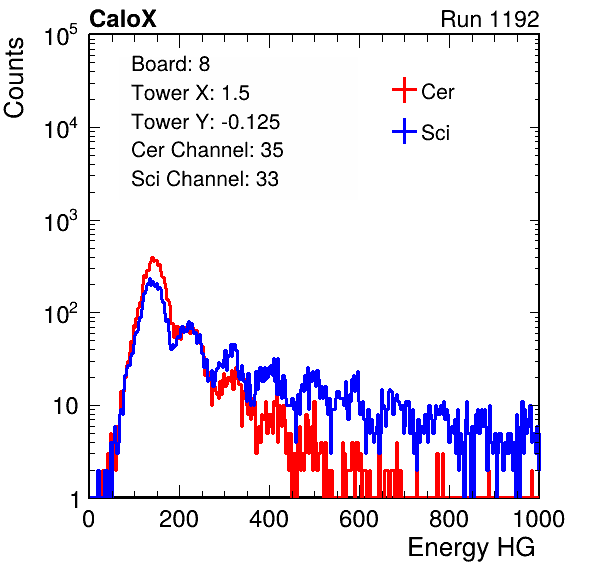 CaloX Run 1192
Counts
10^5
10^4
10^3
10^2
10
1
Board: 8
Tower X: 1.5
Tower Y: -0.125
Cer Channel: 35
Sci Channel: 33
Cer
Sci
0 200 400 600 800 1000
Energy HG